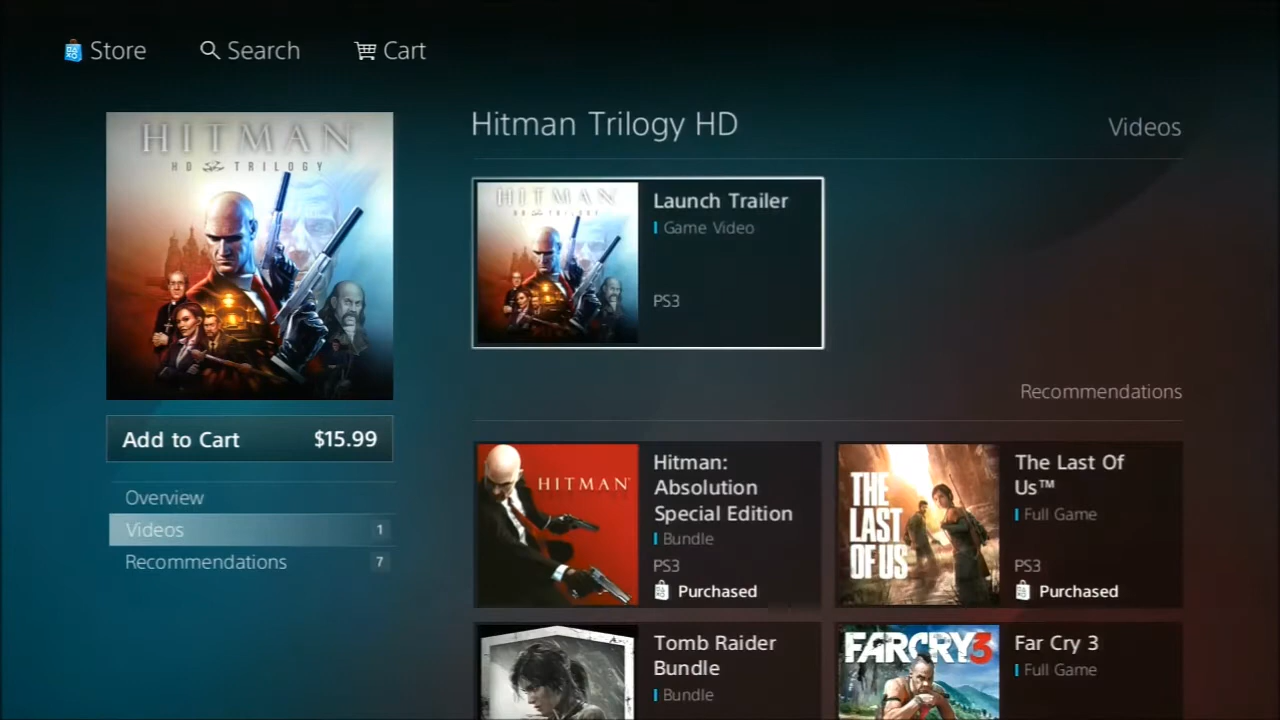 Store
Search
Cart
HITMAN
HD TRILOGY
Add to Cart $15.99
Overview
Videos 1
Recommendations 7
Hitman Trilogy HD
Videos
HITMAN
HD TRILOGY
Launch Trailer
Game Video
PS3
Recommendations
HITMAN
Hitman:
Absolution
Special Edition
Bundle
PS3
Purchased
THE
LAST
OF US
The Last Of
Us™
Full Game
PS3
Purchased
Tomb Raider
Bundle
Bundle
FARCRY3
Far Cry 3
Full Game